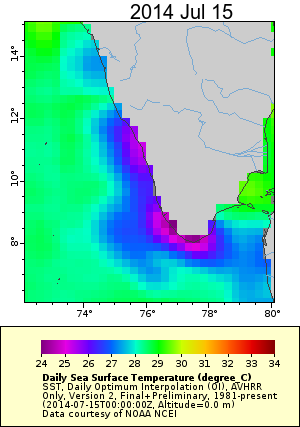 2014 Jul 15
14°
12°
10°
8°
74° 76° 78° 80°
24 25 26 27 28 29 30 31 32 33 34
Daily Sea Surface Temperature (degree_C)
SST, Daily Optimum Interpolation (OI), AVHRR
Only, Version 2, Final+Preliminary, 1981-present
(2014-07-15T00:00:00Z, Altitude=0.0 m)
Data courtesy of NOAA NCEI